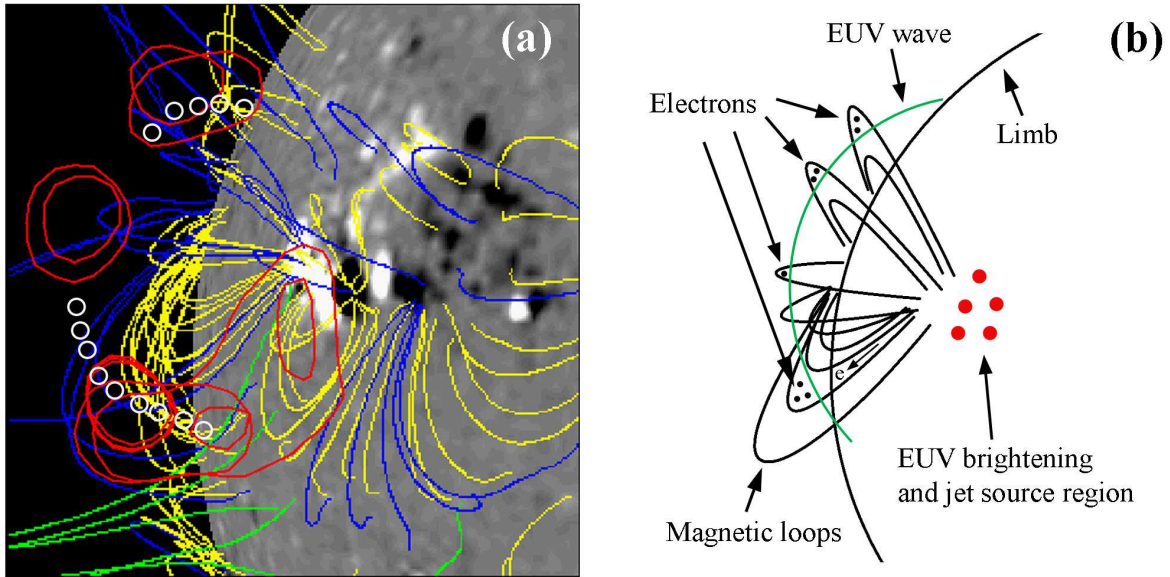 (a)
(b)
EUV wave
Electrons
Limb
e
EUV brightening
and jet source region
Magnetic loops